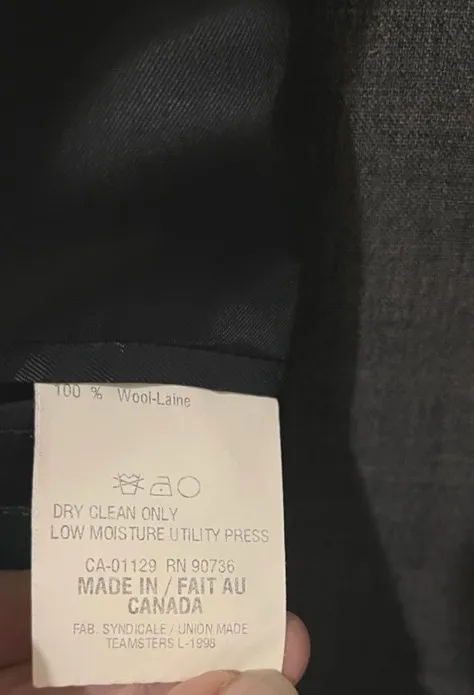 100 % Wool-Laine
DRY CLEAN ONLY
LOW MOISTURE UTILITY PRESS
CA-01129 RN 90736
MADE IN / FAIT AU
CANADA
FAB. SYNDICALE / UNION MADE
TEAMSTERS L-1998